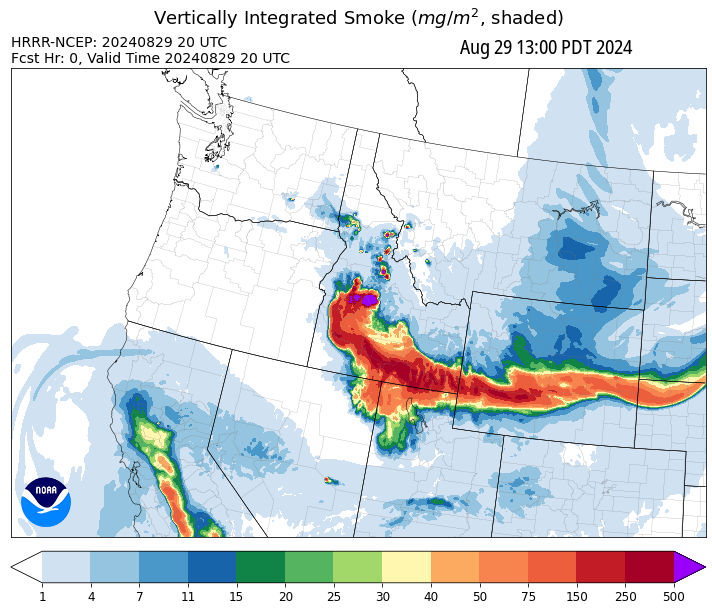 Vertically Integrated Smoke (mg/m², shaded)
HRRR-NCEP: 20240829 20 UTC
Fcst Hr: 0, Valid Time 20240829 20 UTC
Aug 29 13:00 PDT 2024
NOAA
1 4 7 11 15 20 25 30 40 50 75 150 250 500